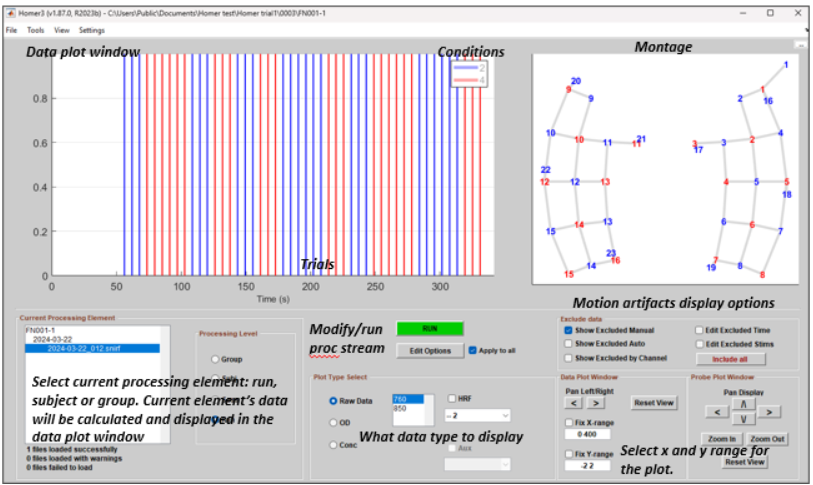 Homer3 (v1.87.0, R2023b) - C:\Users\Public\Documents\Homer test\Homer trial1\0003\FN001-1
File Tools View Settings
Data plot window
Conditions
Montage
2
4
0.8
0.6
0.4
0.2
0
Trials
0 50 100 150 200 250 300
Time (s)
1
20
9
9
1
2
16
10
10
11
11
21
3
17
3
2
4
22
12
12
13
4
5
5
18
15
14
13
6
6
7
23
15
14
16
19
7
8
8
Motion artifacts display options
Current Processing Element
FN001-1
2024-03-22
2024-03-22_012.snirf
Processing Level
Group
Select current processing element: run,
subject or group. Current element's data
will be calculated and displayed in the
data plot window
1 files loaded successfully
0 files loaded with warnings
0 files failed to load
Modify/run
proc stream
RUN
Edit Options
Apply to all
Plot Type Select
Raw Data
OD
Conc
760
850
HRF
-- 2
What data type to display
Aux
Exclude data
Show Excluded Manual
Show Excluded Auto
Show Excluded by Channel
Edit Excluded Time
Edit Excluded Stims
Include all
Data Plot Window
Pan Left/Right
< >
Reset View
Fix X-range
0 400
Fix Y-range
-2 2
Select x and y range for
the plot.
Probe Plot Window
Pan Display
< /\ \/ >
Zoom In Zoom Out
Reset View